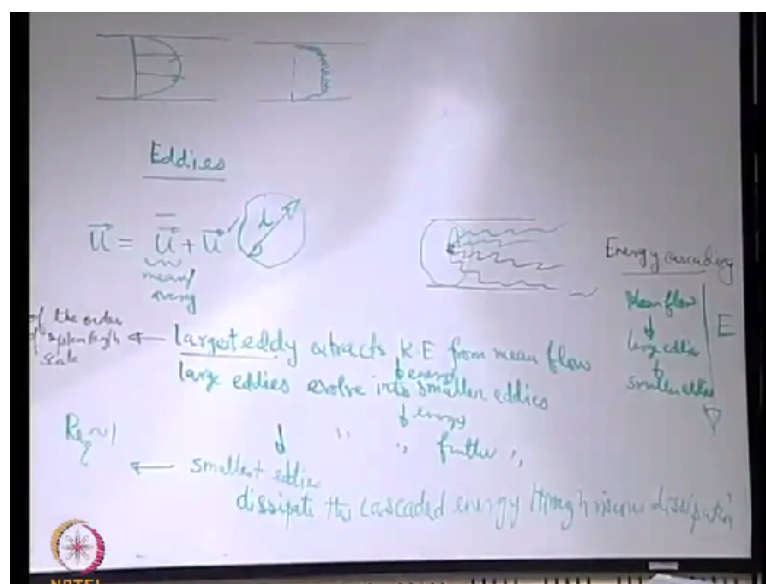 Eddies
u⃗ = u̅⃗ + u⃗'
mean/
Energy cascading
Mean flow
large eddies
smaller eddies
E
of the order
of system length
scale
largest eddy extracts K.E from mean flow
large eddies evolve into smaller eddies
energy
energy
" " further "
Re ~ 1
smallest eddies
dissipate the cascaded energy through viscous dissipation
NPTEL